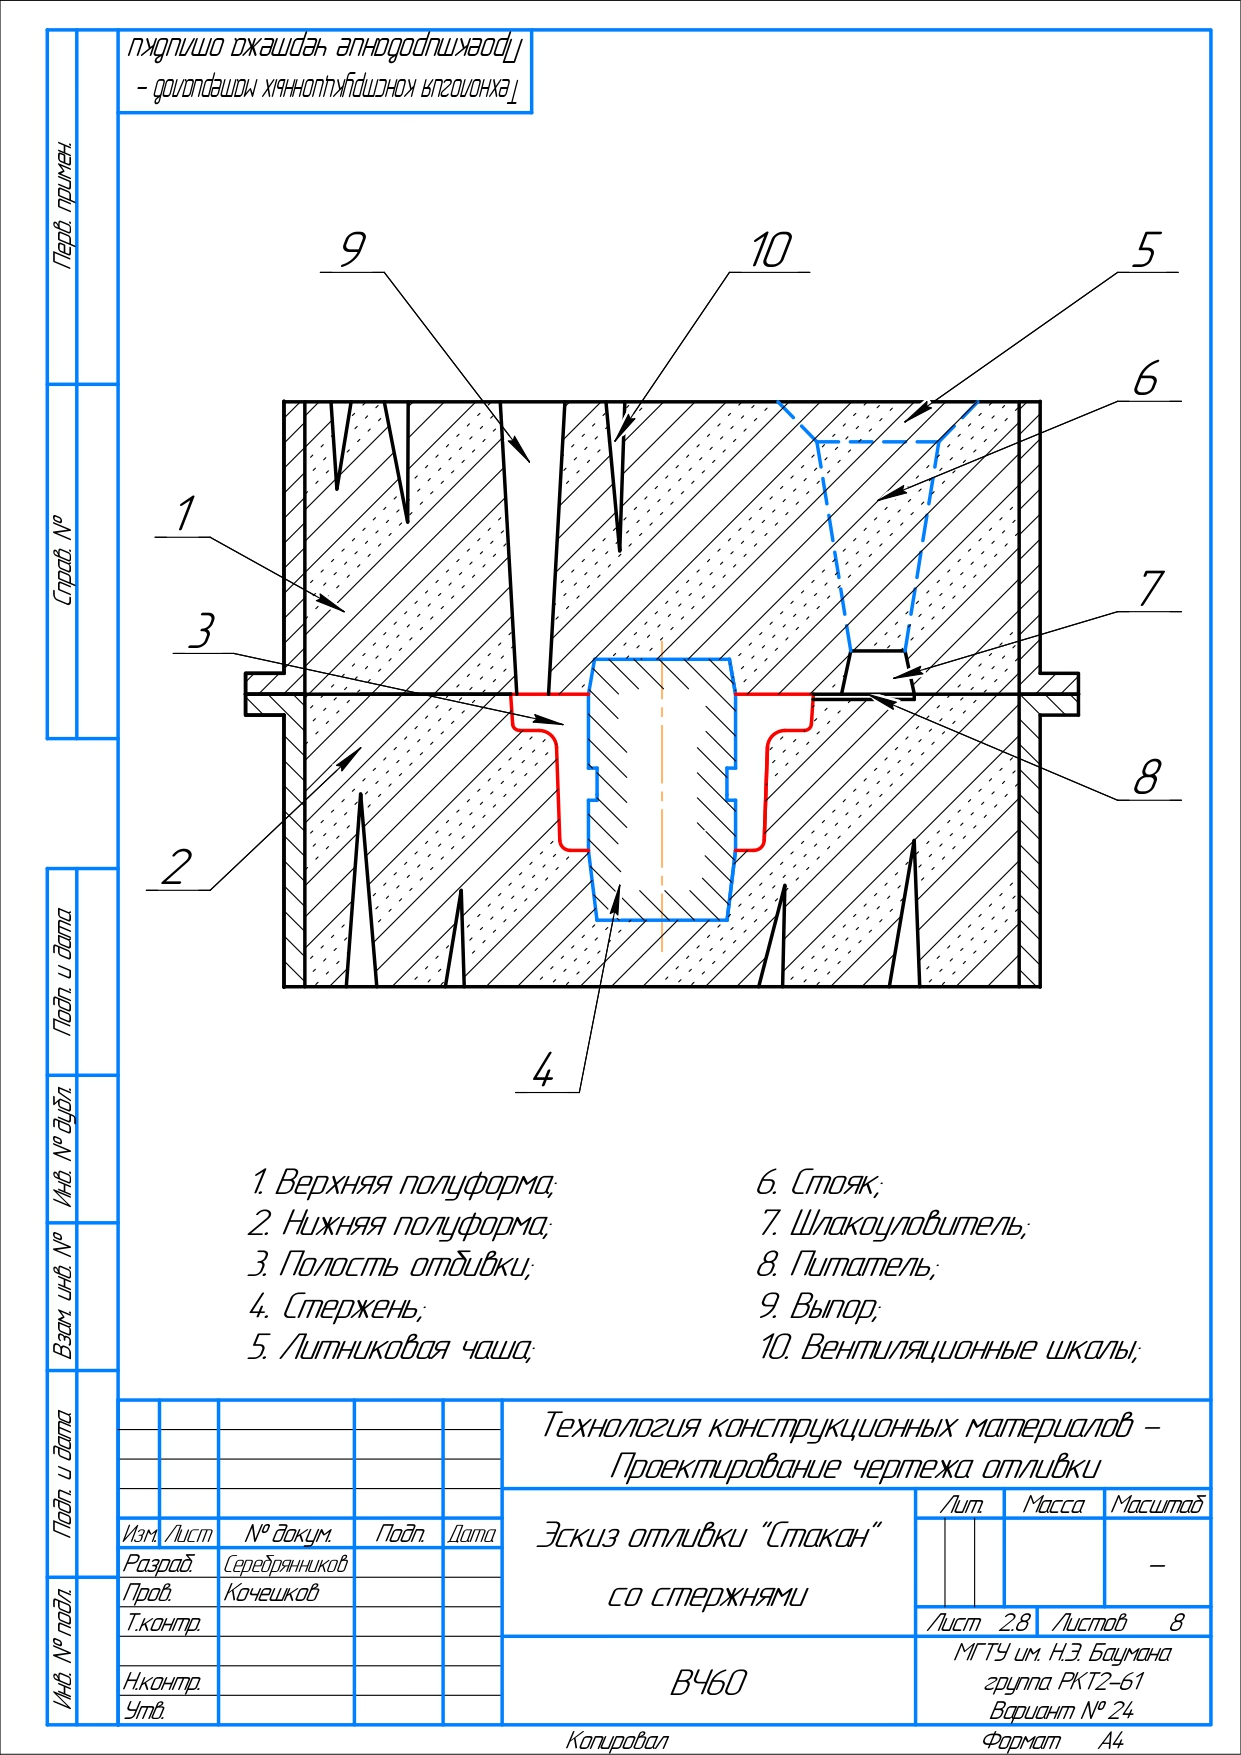 Технология конструкционных материалов –
Проектирование чертежа отливки
Перв. примен.
Справ. №
Подп. и дата
Инв. № дубл.
Взам. инв. №
Подп. и дата
Инв. № подл.
9
10
5
6
1
7
3
8
2
4
1. Верхняя полуформа;
2. Нижняя полуформа;
3. Полость отбивки;
4. Стержень;
5. Литниковая чаша;
6. Стояк;
7. Шлакоуловитель;
8. Питатель;
9. Выпор;
10. Вентиляционные шкалы;
Технология конструкционных материалов –
Проектирование чертежа отливки
Эскиз отливки "Стакан"
со стержнями
ВЧ60
Лит. Масса Масштаб
–
Лист 2.8 Листов 8
МГТУ им. Н.Э. Баумана
группа РКТ2–61
Вариант № 24
Изм. Лист № докум. Подп. Дата
Разраб. Серебрянников
Пров. Кочешков
Т.контр.
Н.контр.
Утв.
Копировал Формат А4